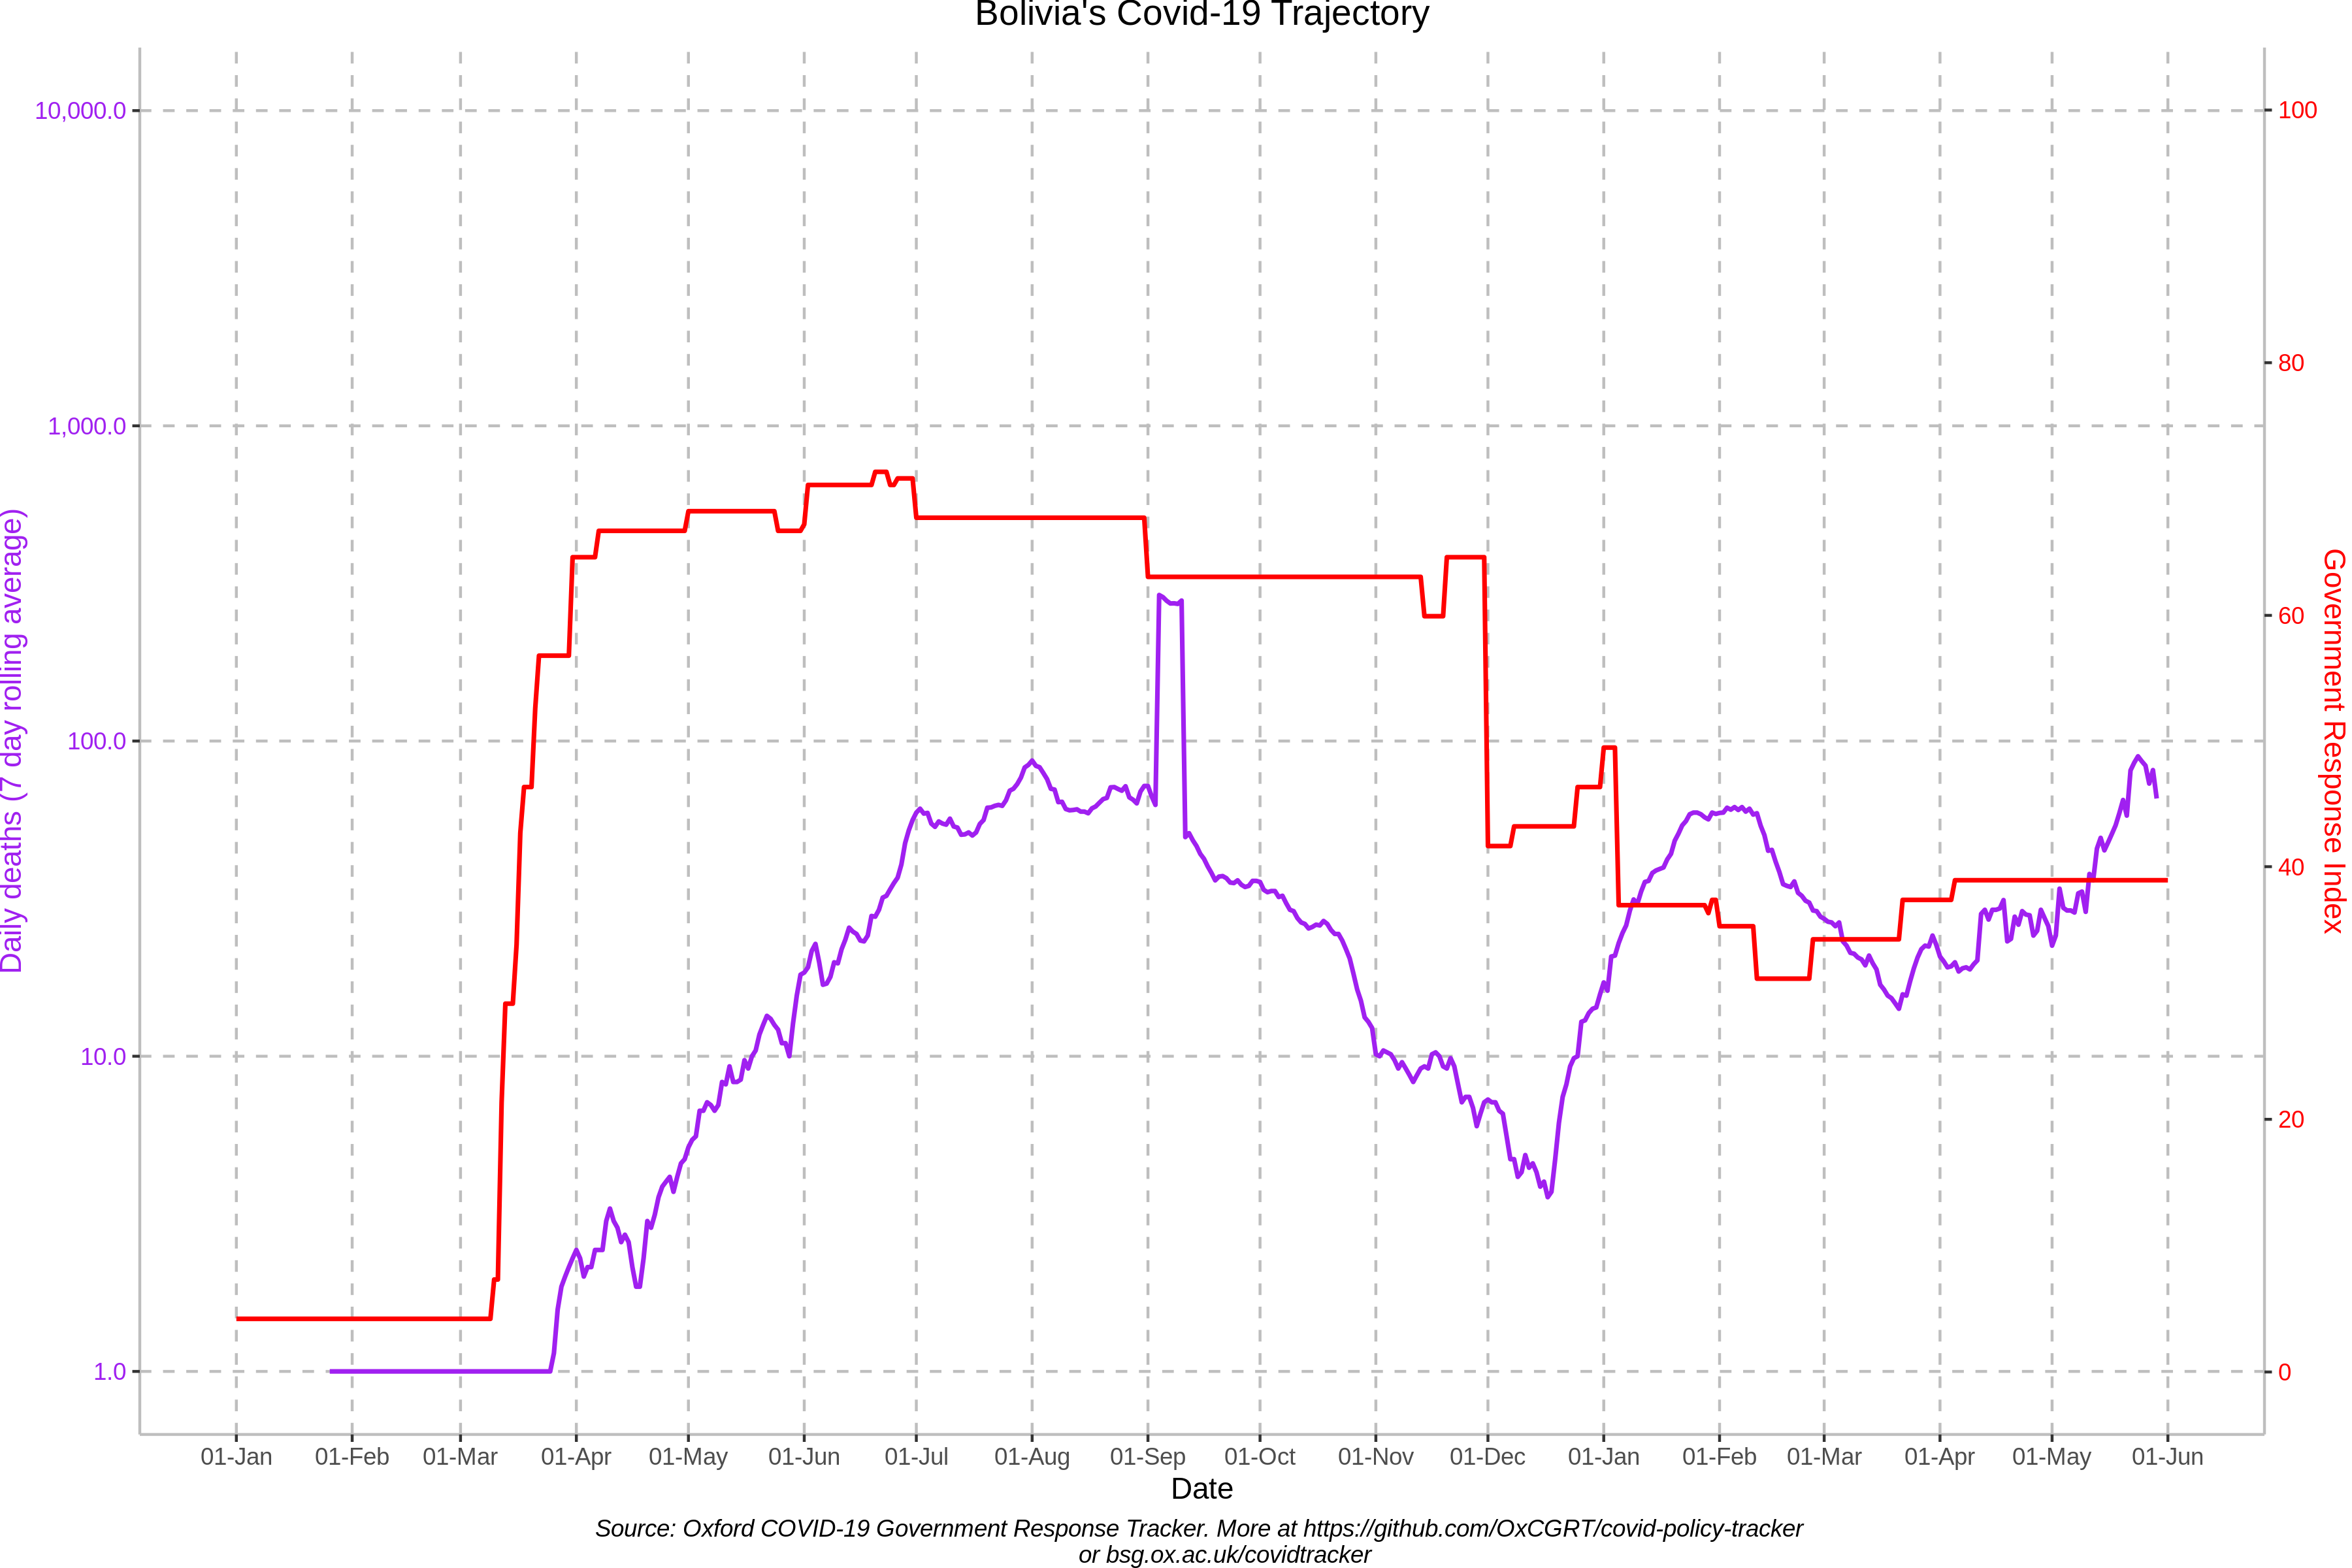 Bolivia's Covid-19 Trajectory
10,000.0
1,000.0
100.0
10.0
1.0
Daily deaths (7 day rolling average)
100
80
60
40
20
0
Government Response Index
01-Jan 01-Feb 01-Mar 01-Apr 01-May 01-Jun 01-Jul 01-Aug 01-Sep 01-Oct 01-Nov 01-Dec 01-Jan 01-Feb 01-Mar 01-Apr 01-May 01-Jun
Date
Source: Oxford COVID-19 Government Response Tracker. More at https://github.com/OxCGRT/covid-policy-tracker
or bsg.ox.ac.uk/covidtracker